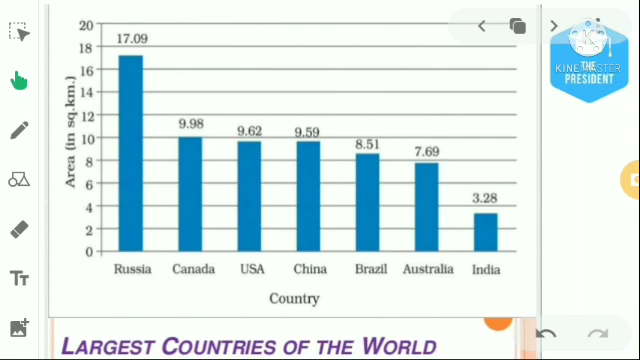 20
18
16
14
12
10
8
6
4
2
0
Area (in sq.km.)
17.09
9.98
9.62
9.59
8.51
7.69
3.28
Russia Canada USA China Brazil Australia India
Country
LARGEST COUNTRIES OF THE WORLD
K
KINEMASTER
THE
PRESIDENT
TT